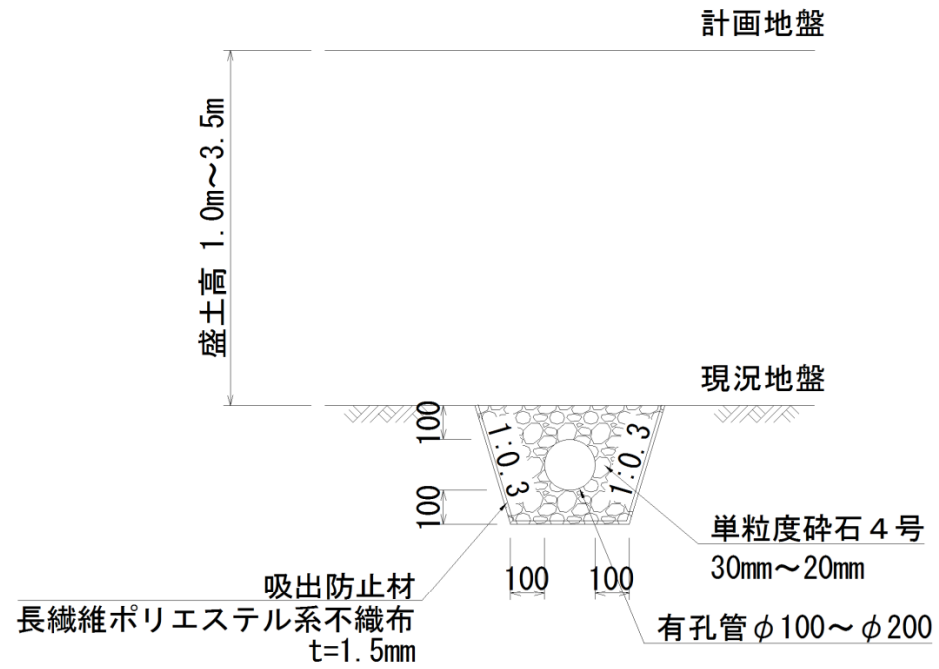 計画地盤
盛土高 1.0m～3.5m
現況地盤
100
1:0.3
1:0.3
100
単粒度砕石４号
30mm～20mm
100
100
吸出防止材
長繊維ポリエステル系不織布
t=1.5mm
有孔管φ100～φ200